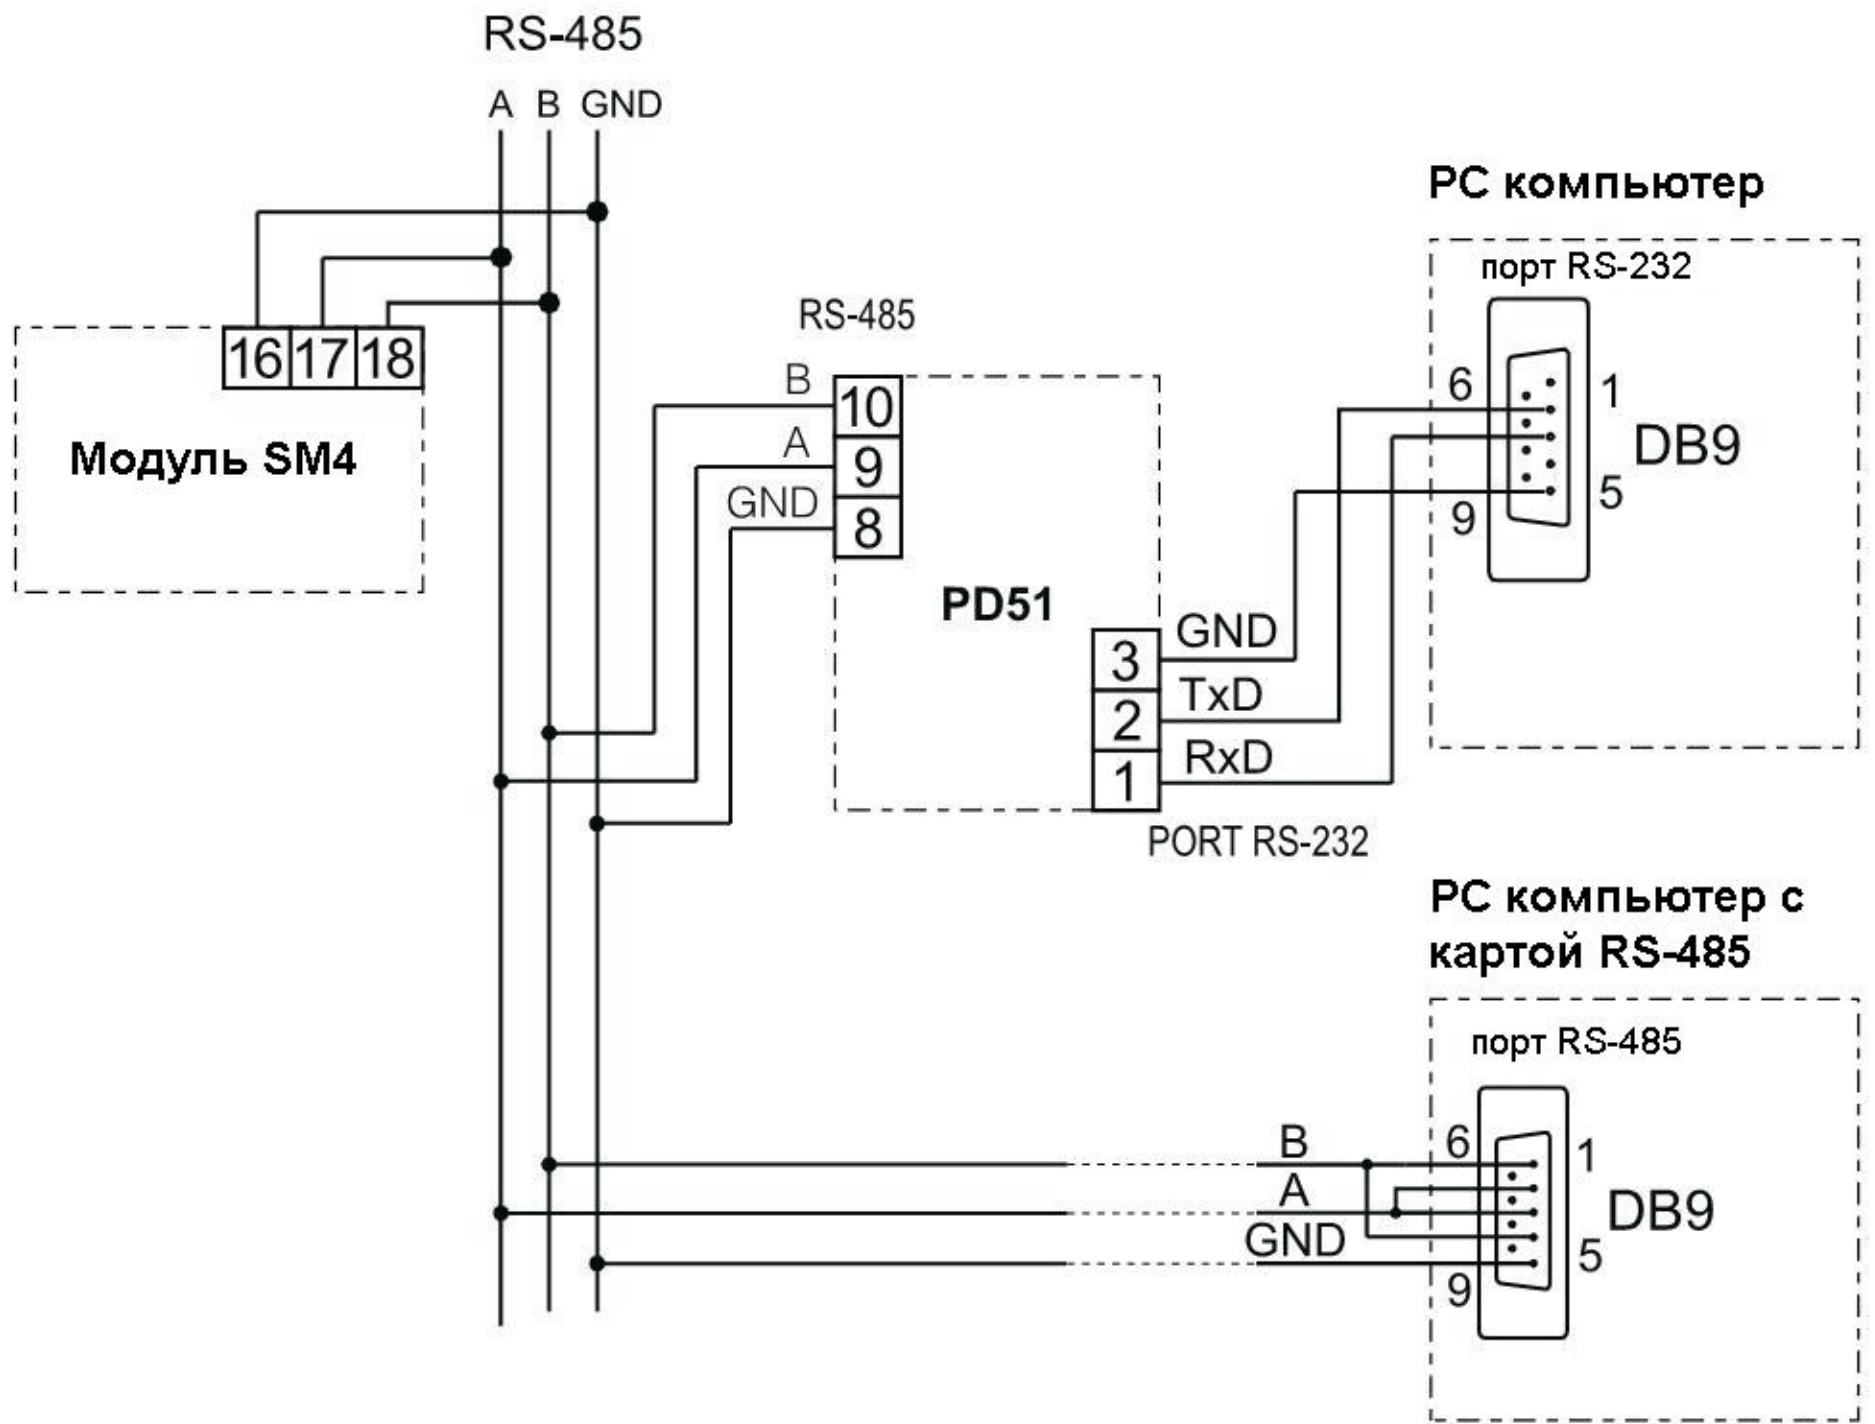 RS-485
A B GND
PC компьютер
порт RS-232
6
1
DB9
5
9
16 17 18
Модуль SM4
RS-485
B
10
A
9
GND
8
PD51
3
GND
2
TxD
1
RxD
PORT RS-232
PC компьютер с
картой RS-485
порт RS-485
B
6
1
A
DB9
GND
5
9